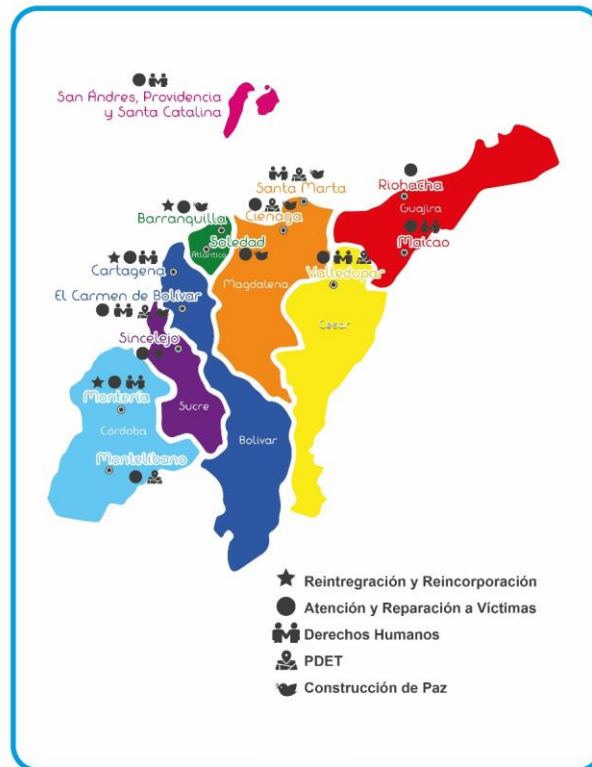 San Ándres, Providencia
y Santa Catalina
Santa Marta
Riohacha
Guajira
Barranquilla
Ciénaga
Soledad
Atlántico
Maicao
Cartagena
Valledupar
Magdalena
El Carmen de Bolívar
Cesar
Sincelejo
Montería
Sucre
Córdoba
Bolívar
Montelíbano
Reintregración y Reincorporación
Atención y Reparación a Víctimas
Derechos Humanos
PDET
Construcción de Paz